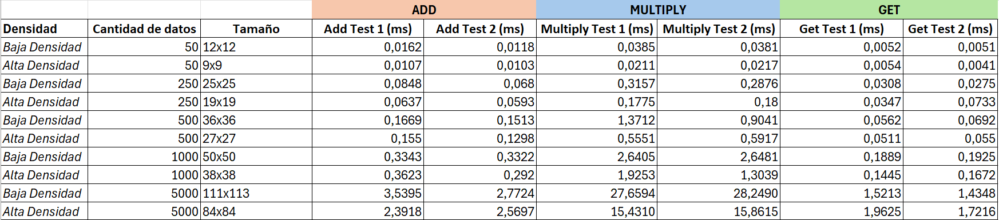 ADD MULTIPLY GET
Densidad Cantidad de datos Tamaño Add Test 1 (ms) Add Test 2 (ms) Multiply Test 1 (ms) Multiply Test 2 (ms) Get Test 1 (ms) Get Test 2 (ms)
Baja Densidad 50 12x12 0,0162 0,0118 0,0385 0,0381 0,0052 0,0051
Alta Densidad 50 9x9 0,0107 0,0103 0,0211 0,0217 0,0054 0,0041
Baja Densidad 250 25x25 0,0848 0,068 0,3157 0,2876 0,0308 0,0275
Alta Densidad 250 19x19 0,0637 0,0593 0,1775 0,18 0,0347 0,0733
Baja Densidad 500 36x36 0,1669 0,1513 1,3712 0,9041 0,0562 0,0692
Alta Densidad 500 27x27 0,155 0,1298 0,5551 0,5917 0,0511 0,055
Baja Densidad 1000 50x50 0,3343 0,3322 2,6405 2,6481 0,1889 0,1925
Alta Densidad 1000 38x38 0,3623 0,292 1,9253 1,3039 0,1445 0,1672
Baja Densidad 5000 111x113 3,5395 2,7724 27,6594 28,2490 1,5213 1,4348
Alta Densidad 5000 84x84 2,3918 2,5697 15,4310 15,8615 1,9625 1,7216